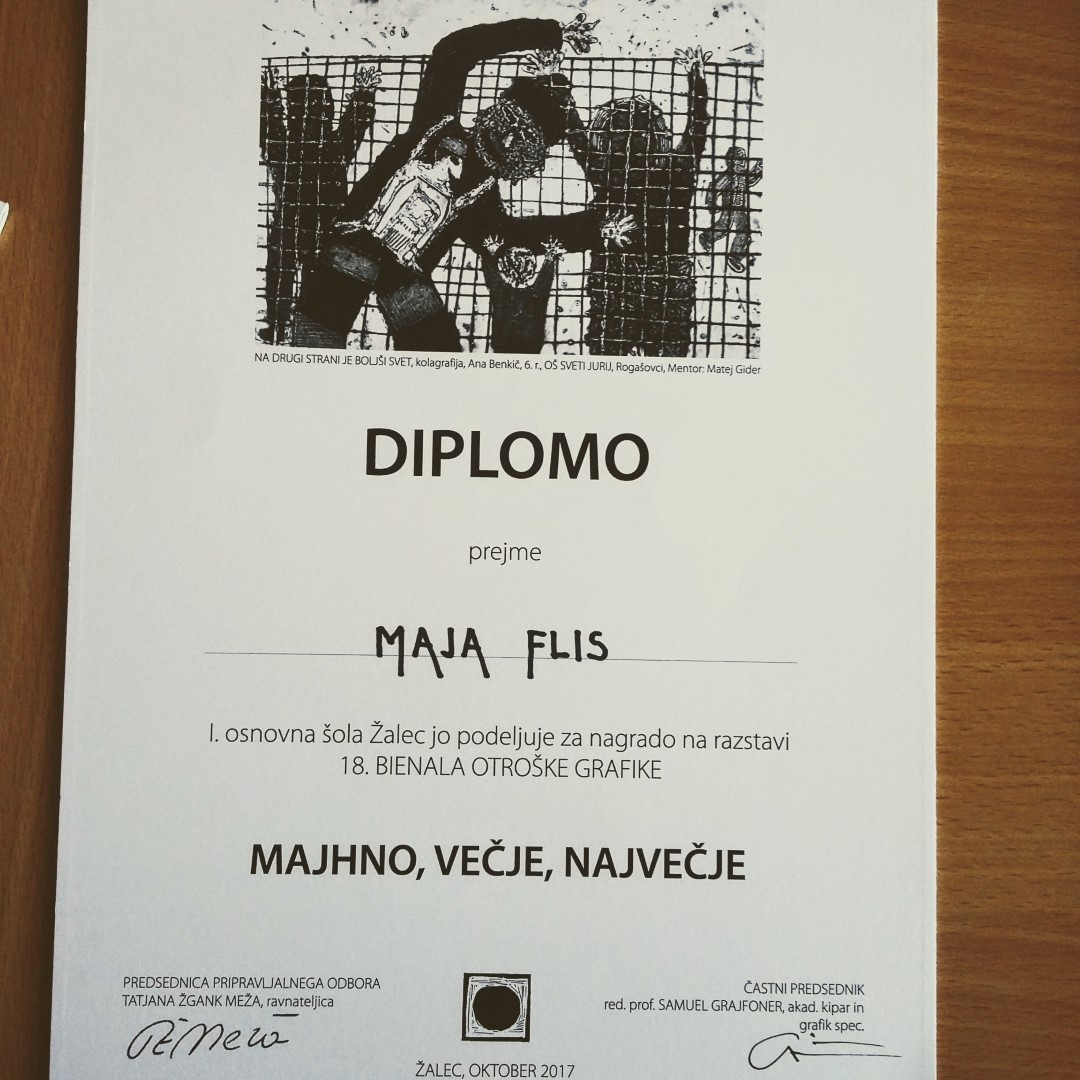 NA DRUGI STRANI JE BOLJŠI SVET, kolagrafija, Ana Benkič, 6. r., OŠ SVETI JURIJ, Rogašovci, Mentor: Matej Gider
DIPLOMO
prejme
MAJA FLIS
I. osnovna šola Žalec jo podeljuje za nagrado na razstavi
18. BIENALA OTROŠKE GRAFIKE
MAJHNO, VEČJE, NAJVEČJE
PREDSEDNICA PRIPRAVLJALNEGA ODBORA
TATJANA ŽGANK MEŽA, ravnateljica
ČASTNI PREDSEDNIK
red. prof. SAMUEL GRAJFONER, akad. kipar in
grafik spec.
ŽALEC, OKTOBER 2017